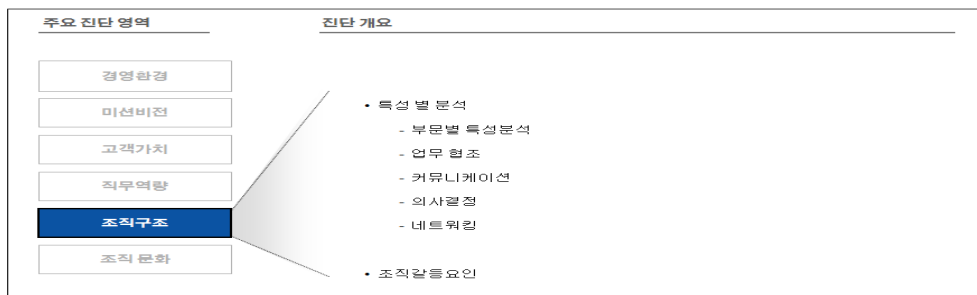 주요 진단 영역
진단 개요
경영환경
미션비전
고객가치
직무역량
조직구조
조직 문화
• 특성 별 분석
- 부문별 특성분석
- 업무 협조
- 커뮤니케이션
- 의사결정
- 네트워킹
• 조직갈등요인